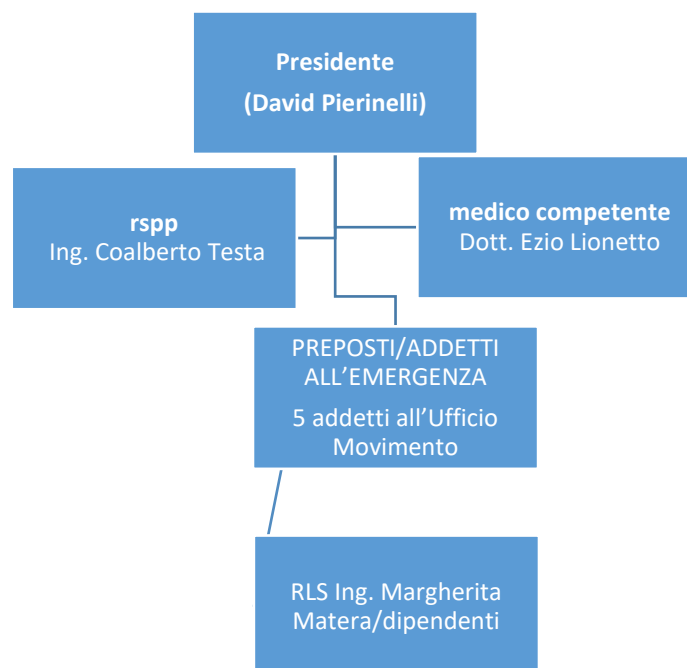 Presidente
(David Pierinelli)
rspp
Ing. Coalberto Testa
medico competente
Dott. Ezio Lionetto
PREPOSTI/ADDETTI
ALL’EMERGENZA
5 addetti all’Ufficio
Movimento
RLS Ing. Margherita
Matera/dipendenti